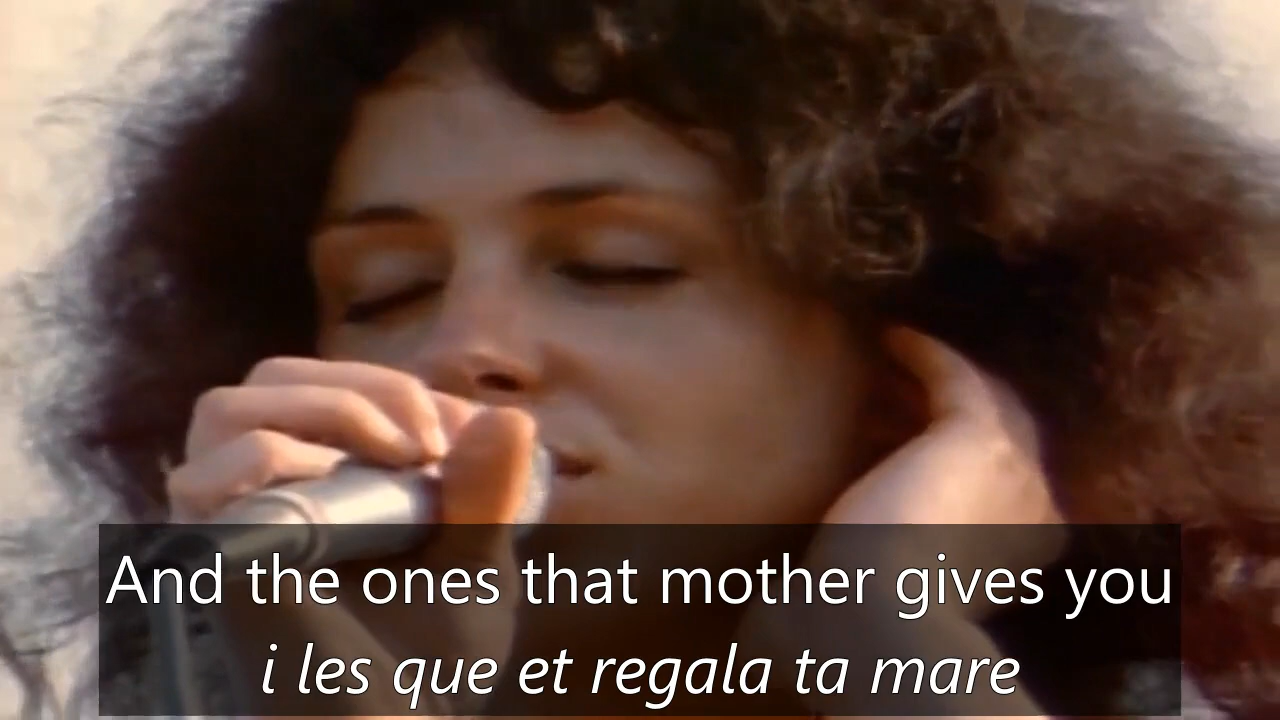 And the ones that mother gives you
i les que et regala ta mare